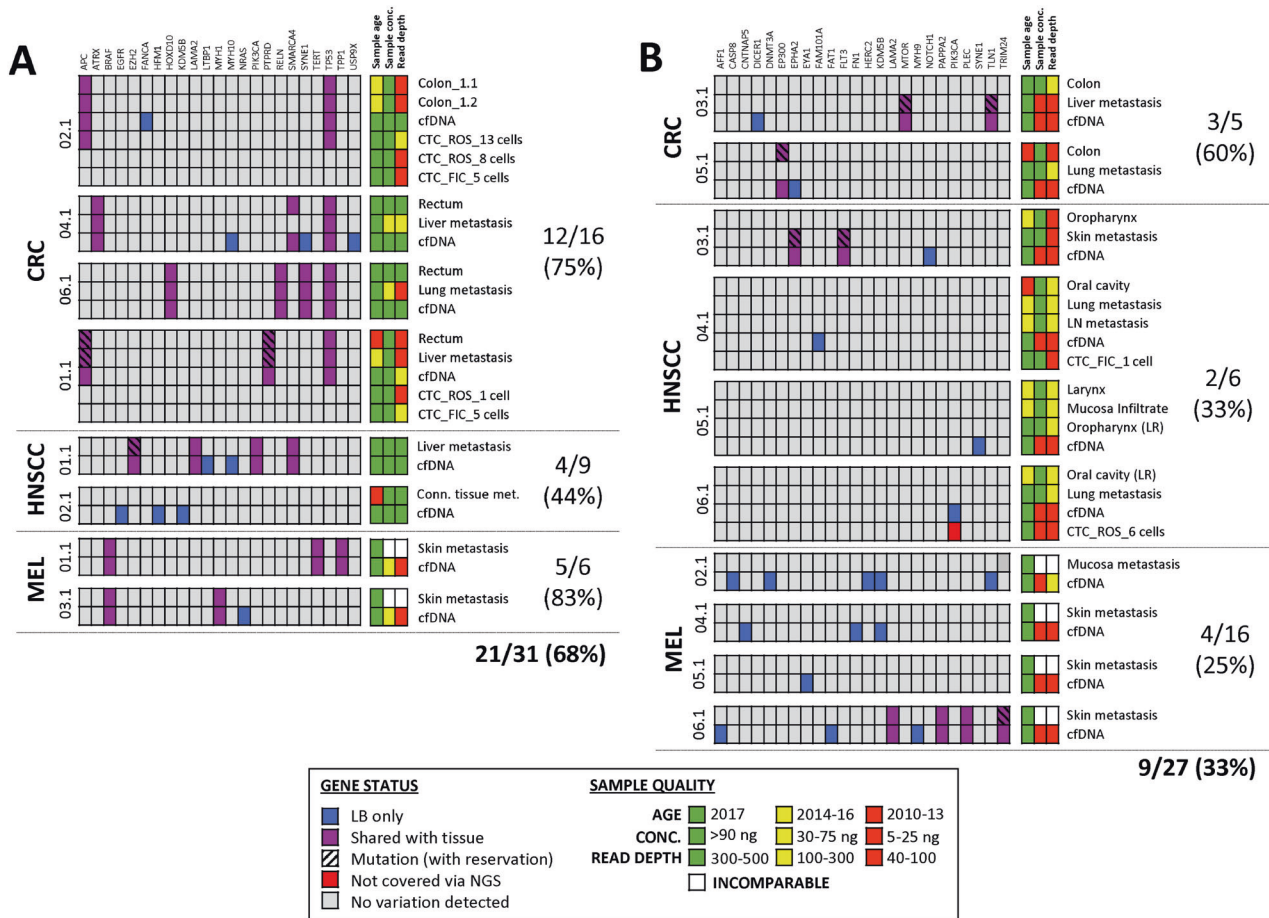 A
APC
ATRX
BRAF
EGFR
EZH2
FANCA
HFM1
HOXD10
KDM5B
LAMA2
LTBP1
MYH1
MYH10
NRAS
PIK3CA
PTPRD
RELN
SMARCA4
SYNE1
TERT
TP53
TPP1
USP9X
Sample age
Sample conc.
Read depth
CRC
02.1
Colon_1.1
Colon_1.2
cfDNA
CTC_ROS_13 cells
CTC_ROS_8 cells
CTC_FIC_5 cells
04.1
Rectum
Liver metastasis
cfDNA
06.1
Rectum
Lung metastasis
cfDNA
01.1
Rectum
Liver metastasis
cfDNA
CTC_ROS_1 cell
CTC_FIC_5 cells
12/16
(75%)
HNSCC
01.1
Liver metastasis
cfDNA
02.1
Conn. tissue met.
cfDNA
4/9
(44%)
MEL
01.1
Skin metastasis
cfDNA
03.1
Skin metastasis
cfDNA
5/6
(83%)
21/31 (68%)
B
AFF1
CASP8
CNTNAP5
DICER1
DNMT3A
EP300
EPHA2
EYA1
FAM101A
FAT1
FLT3
FN1
HERC2
KDM5B
LAMA2
MTOR
MYH9
NOTCH1
PAPPA2
PIK3CA
PLEC
SYNE1
TLN1
TRIM24
Sample age
Sample conc.
Read depth
CRC
03.1
Colon
Liver metastasis
cfDNA
05.1
Colon
Lung metastasis
cfDNA
3/5
(60%)
HNSCC
03.1
Oropharynx
Skin metastasis
cfDNA
04.1
Oral cavity
Lung metastasis
LN metastasis
cfDNA
CTC_FIC_1 cell
05.1
Larynx
Mucosa Infiltrate
Oropharynx (LR)
cfDNA
06.1
Oral cavity (LR)
Lung metastasis
cfDNA
CTC_ROS_6 cells
2/6
(33%)
MEL
02.1
Mucosa metastasis
cfDNA
04.1
Skin metastasis
cfDNA
05.1
Skin metastasis
cfDNA
06.1
Skin metastasis
cfDNA
4/16
(25%)
9/27 (33%)
GENE STATUS
LB only
Shared with tissue
Mutation (with reservation)
Not covered via NGS
No variation detected
SAMPLE QUALITY
AGE 2017 2014-16 2010-13
CONC. >90 ng 30-75 ng 5-25 ng
READ DEPTH 300-500 100-300 40-100
INCOMPARABLE